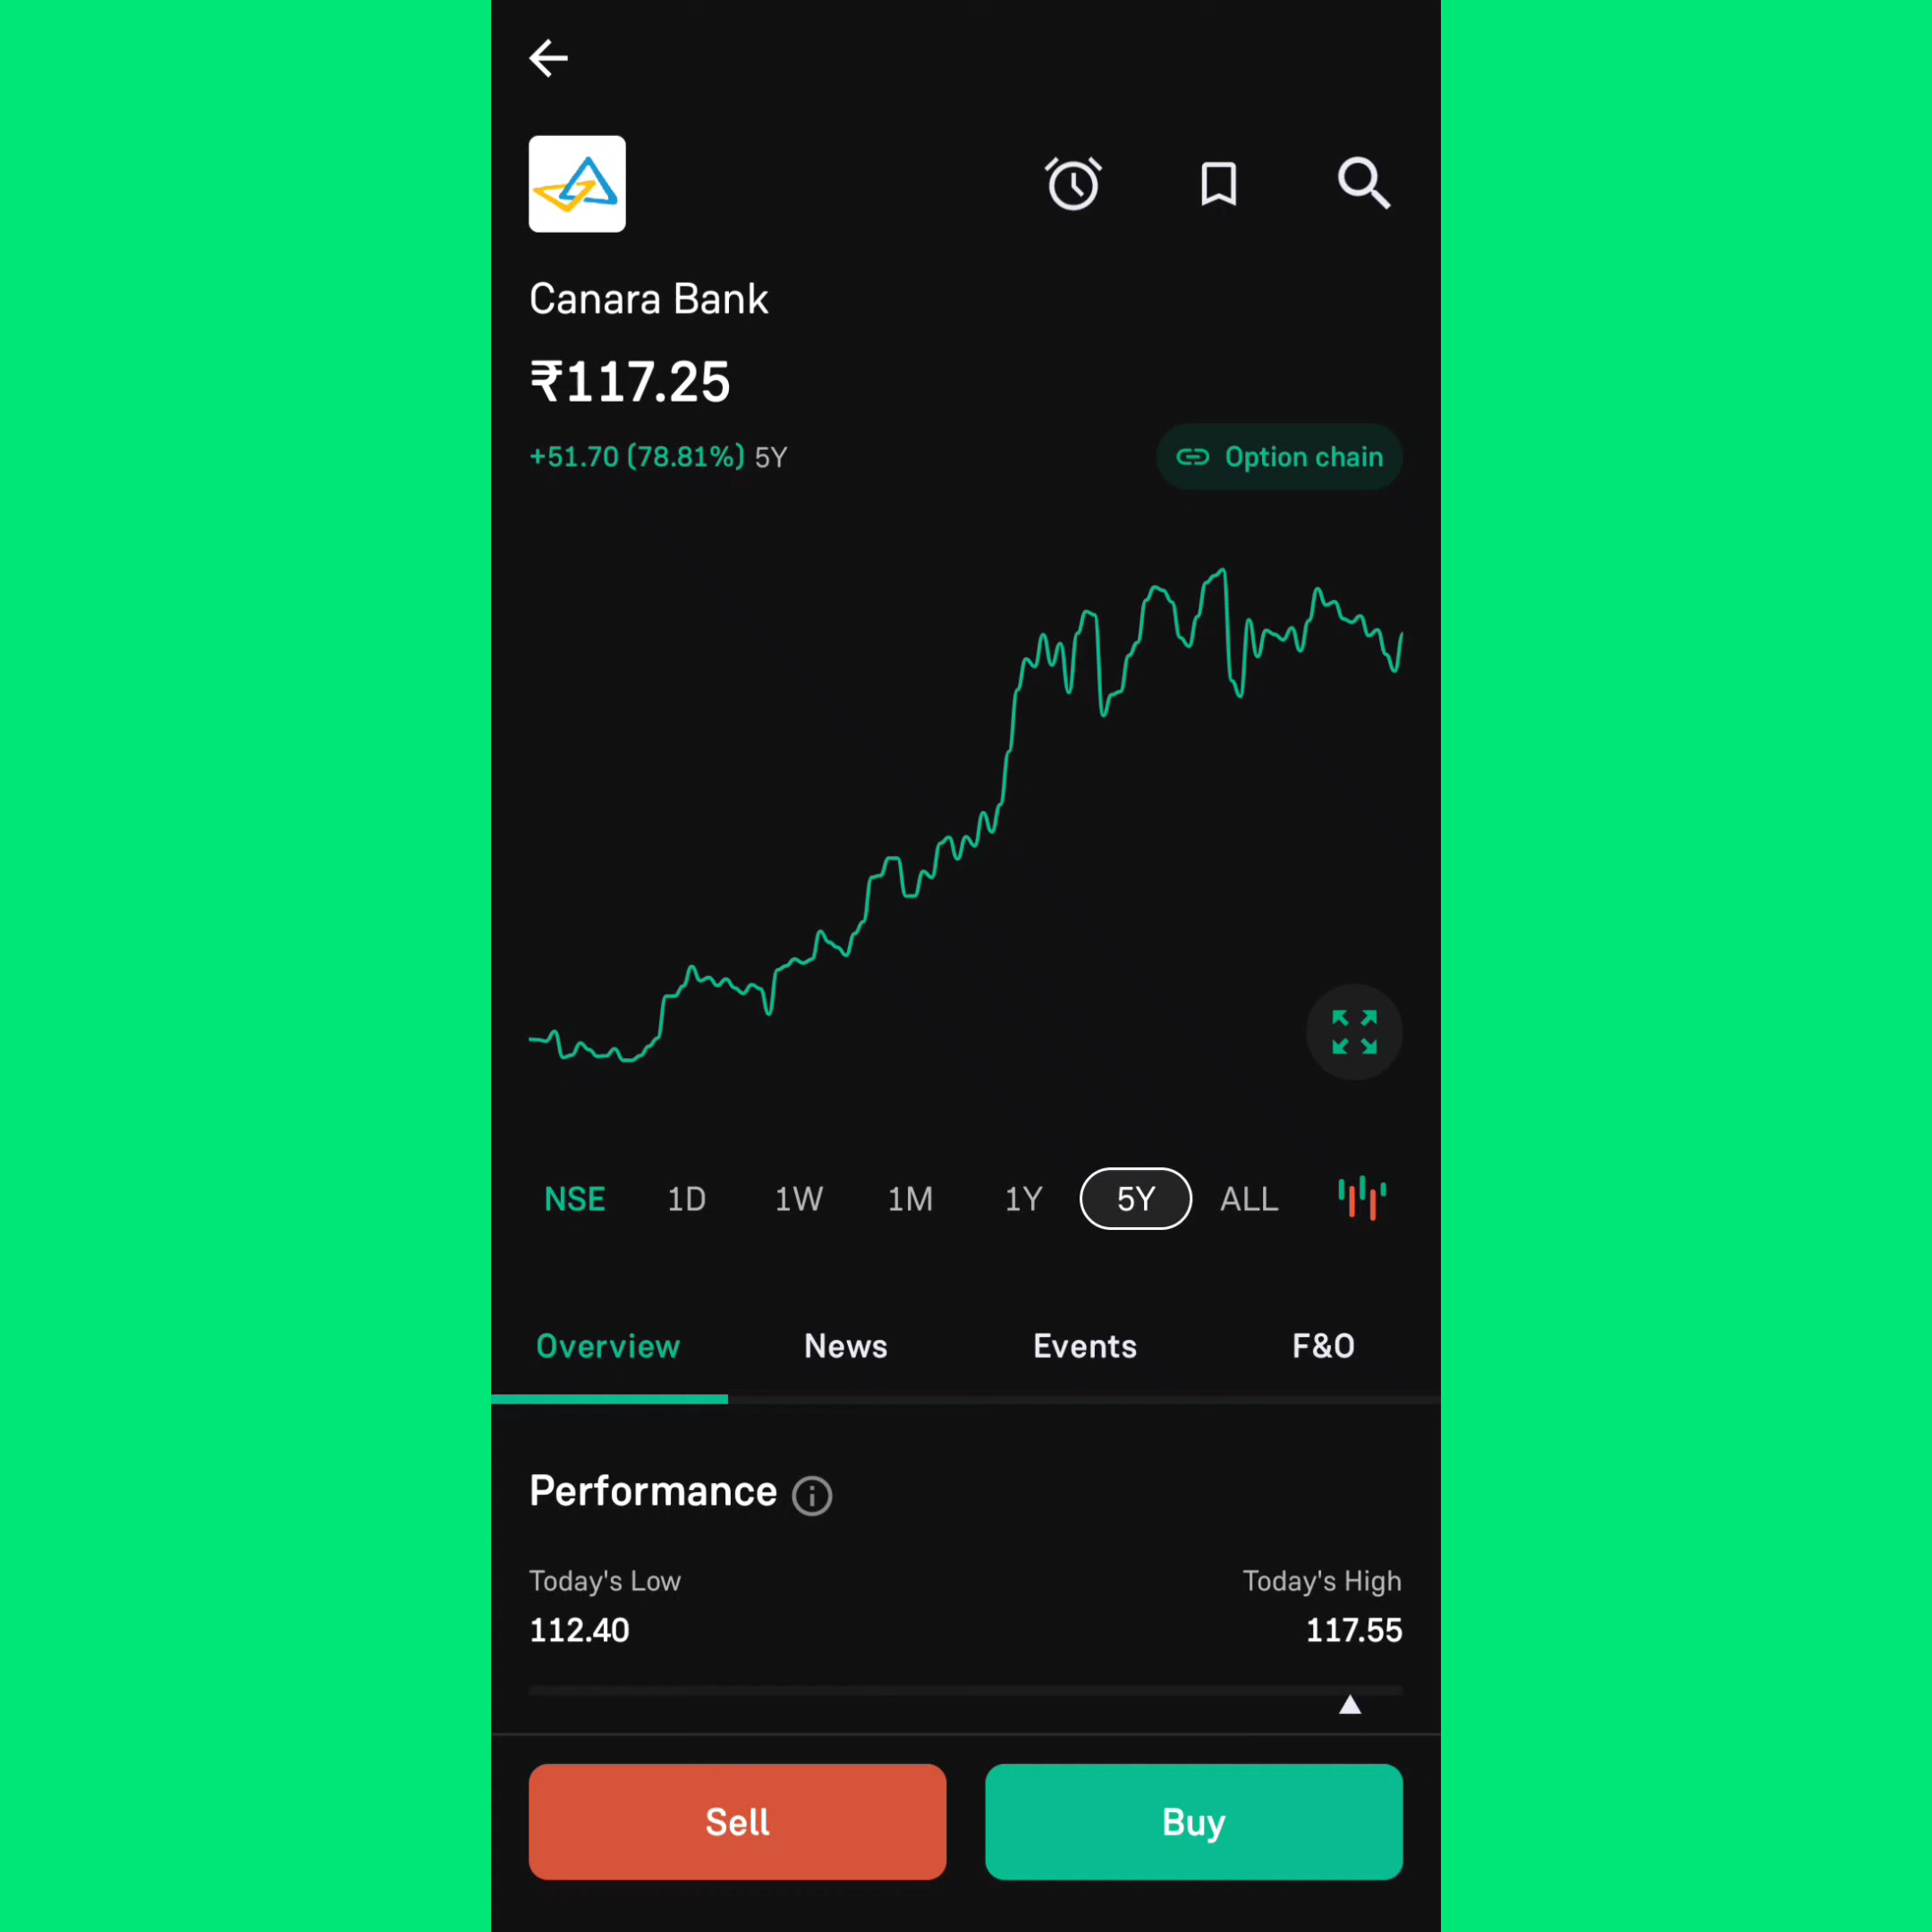 Canara Bank
₹117.25
+51.70 (78.81%) 5Y
Option chain
NSE 1D 1W 1M 1Y 5Y ALL
Overview News Events F&O
Performance
Today's Low Today's High
112.40 117.55
Sell Buy